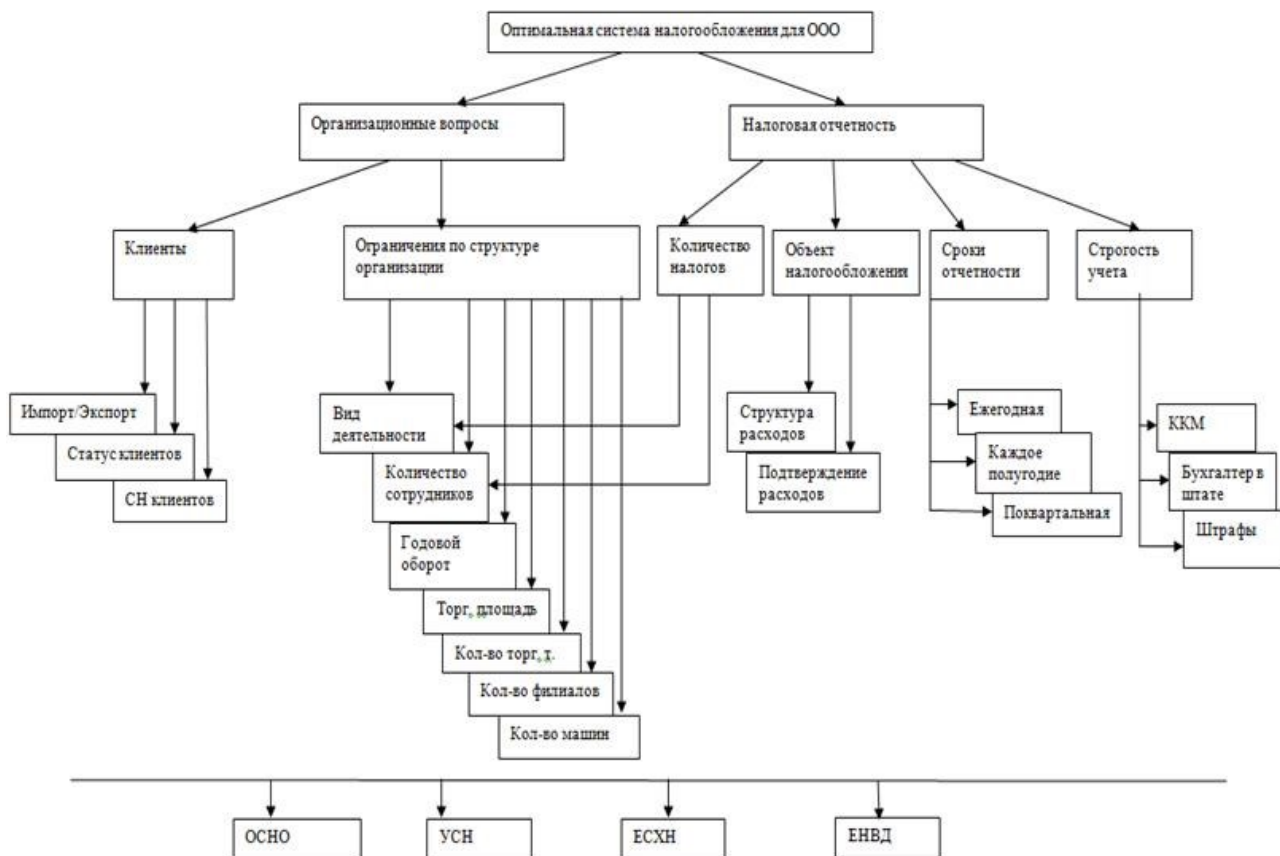 Оптимальная система налогообложения для ООО
Организационные вопросы
Налоговая отчетность
Клиенты
Ограничения по структуре
организации
Количество
налогов
Объект
налогообложения
Сроки
отчетности
Строгость
учета
Импорт/Экспорт
Статус клиентов
СН клиентов
Вид
деятельности
Количество
сотрудников
Годовой
оборот
Торг, площадь
Кол-во торг, т.
Кол-во филиалов
Кол-во машин
Структура
расходов
Подтверждение
расходов
Ежегодная
Каждое
полугодие
Поквартальная
ККМ
Бухгалтер в
штате
Штрафы
ОСНО
УСН
ЕСХН
ЕНВД